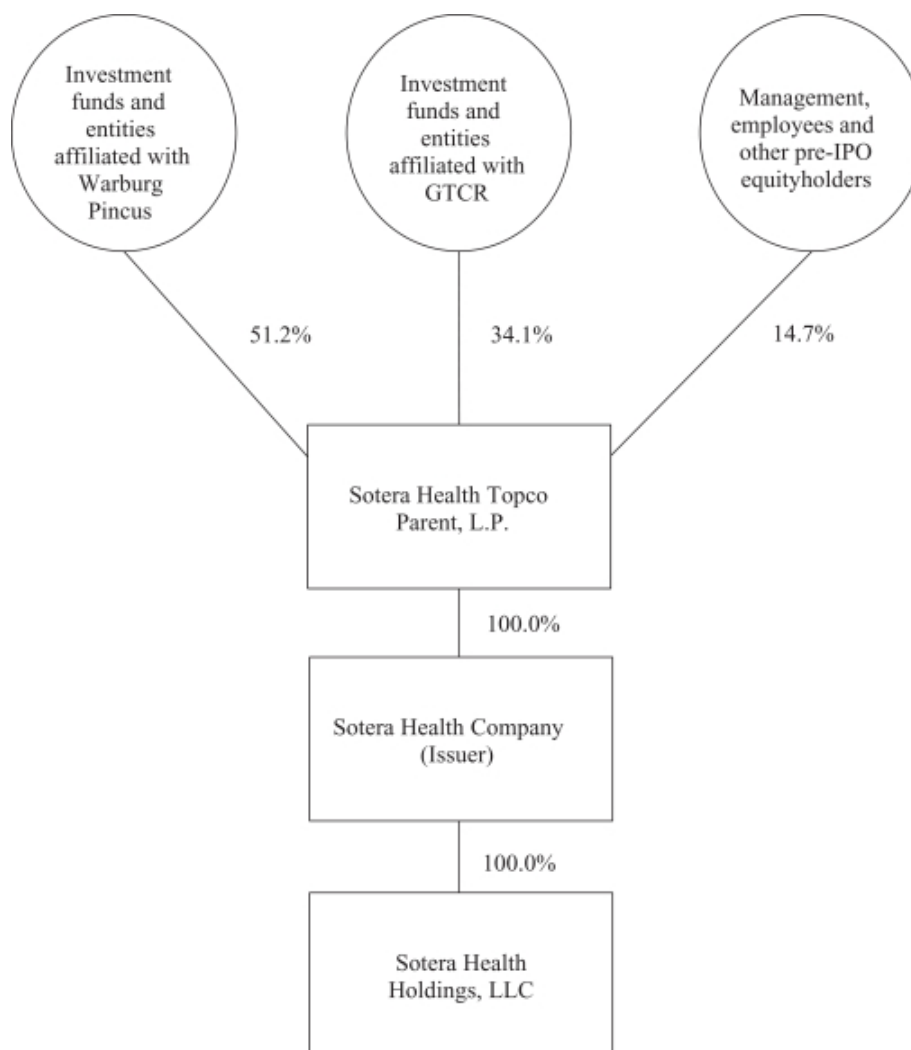 Investment
funds and
entities
affiliated with
Warburg
Pincus
Investment
funds and
entities
affiliated with
GTCR
Management,
employees and
other pre-IPO
equityholders
51.2%
34.1%
14.7%
Sotera Health Topco
Parent, L.P.
100.0%
Sotera Health Company
(Issuer)
100.0%
Sotera Health
Holdings, LLC